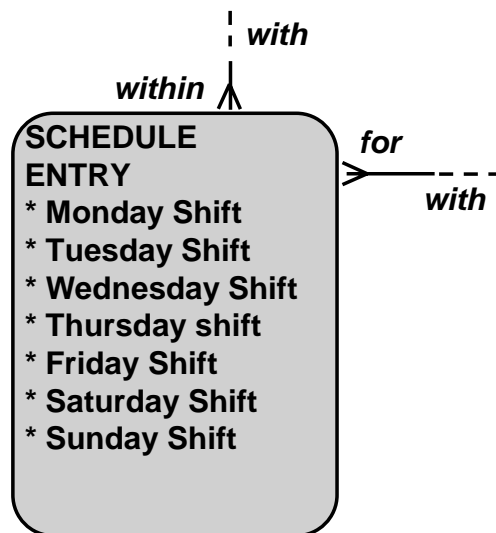 with
within
SCHEDULE
ENTRY
for
with
* Monday Shift
* Tuesday Shift
* Wednesday Shift
* Thursday shift
* Friday Shift
* Saturday Shift
* Sunday Shift